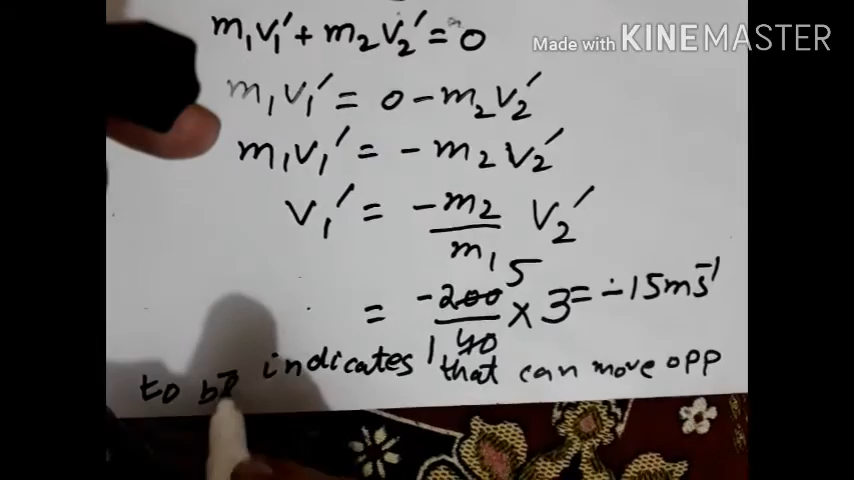 m₁v₁′ + m₂v₂′ = 0
Made with KINEMASTER
m₁v₁′ = 0 − m₂v₂′
m₁v₁′ = − m₂v₂′
v₁′ = −m₂/m₁ v₂′
= −200/40 × 3 = −15ms⁻¹
5
1
indicates that can move opp
to